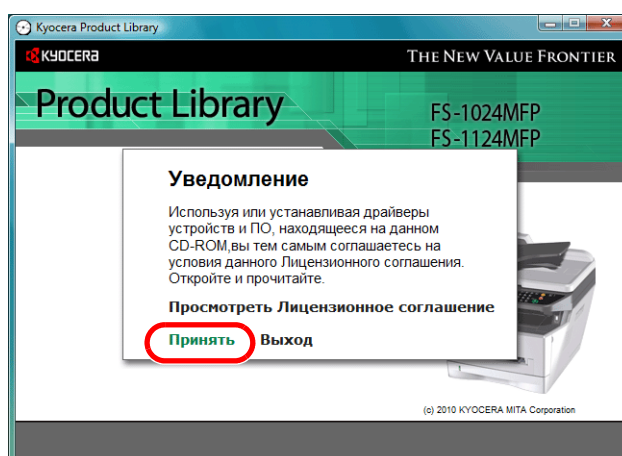 Kyocera Product Library
KYOCERA
THE NEW VALUE FRONTIER
Product Library
FS-1024MFP
FS-1124MFP
Уведомление
Используя или устанавливая драйверы
устройств и ПО, находящееся на данном
CD-ROM,вы тем самым соглашаетесь на
условия данного Лицензионного соглашения.
Откройте и прочитайте.
Просмотреть Лицензионное соглашение
Принять Выход
(c) 2010 KYOCERA MITA Corporation